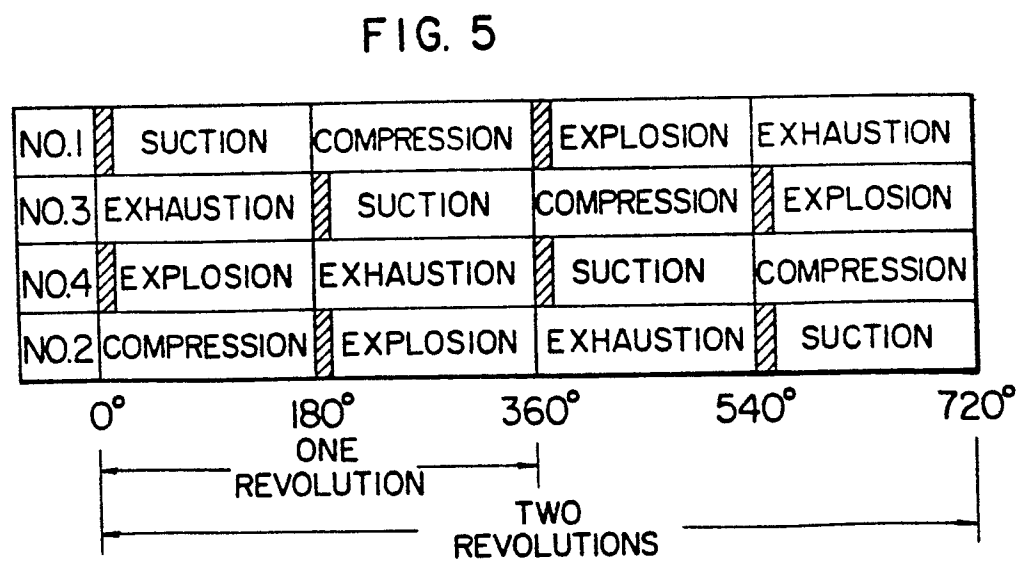 FIG. 5
NO.1 SUCTION COMPRESSION EXPLOSION EXHAUSTION
NO.3 EXHAUSTION SUCTION COMPRESSION EXPLOSION
NO.4 EXPLOSION EXHAUSTION SUCTION COMPRESSION
NO.2 COMPRESSION EXPLOSION EXHAUSTION SUCTION
0° 180° 360° 540° 720°
ONE
REVOLUTION
TWO
REVOLUTIONS